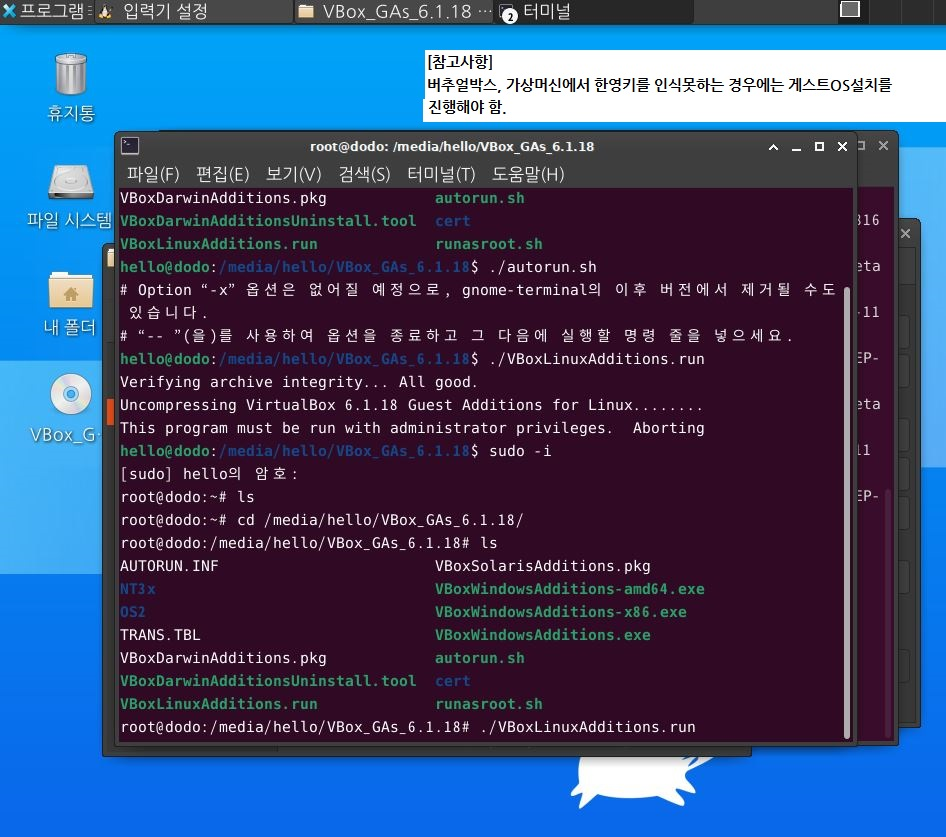 프로그램
입력기 설정
VBox_GAs_6.1.18 ···
2
터미널
[참고사항]
버추얼박스, 가상머신에서 한영키를 인식못하는 경우에는 게스트OS설치를
진행해야 함.
휴지통
파일 시스템
내 폴더
VBox_G·
root@dodo: /media/hello/VBox_GAs_6.1.18
파일(F) 편집(E) 보기(V) 검색(S) 터미널(T) 도움말(H)
VBoxDarwinAdditions.pkg autorun.sh
VBoxDarwinAdditionsUninstall.tool cert
VBoxLinuxAdditions.run runasroot.sh
hello@dodo:/media/hello/VBox_GAs_6.1.18$ ./autorun.sh
# Option “-x” 옵션은 없어질 예정으로, gnome-terminal의 이후 버전에서 제거될 수도
있습니다.
# “-- ”(을)를 사용하여 옵션을 종료하고 그 다음에 실행할 명령 줄을 넣으세요.
hello@dodo:/media/hello/VBox_GAs_6.1.18$ ./VBoxLinuxAdditions.run
Verifying archive integrity... All good.
Uncompressing VirtualBox 6.1.18 Guest Additions for Linux........
This program must be run with administrator privileges.  Aborting
hello@dodo:/media/hello/VBox_GAs_6.1.18$ sudo -i
[sudo] hello의 암호:
root@dodo:~# ls
root@dodo:~# cd /media/hello/VBox_GAs_6.1.18/
root@dodo:/media/hello/VBox_GAs_6.1.18# ls
AUTORUN.INF VBoxSolarisAdditions.pkg
NT3x VBoxWindowsAdditions-amd64.exe
OS2 VBoxWindowsAdditions-x86.exe
TRANS.TBL VBoxWindowsAdditions.exe
VBoxDarwinAdditions.pkg autorun.sh
VBoxDarwinAdditionsUninstall.tool cert
VBoxLinuxAdditions.run runasroot.sh
root@dodo:/media/hello/VBox_GAs_6.1.18# ./VBoxLinuxAdditions.run
eta
11
EP-
eta
11
EP-